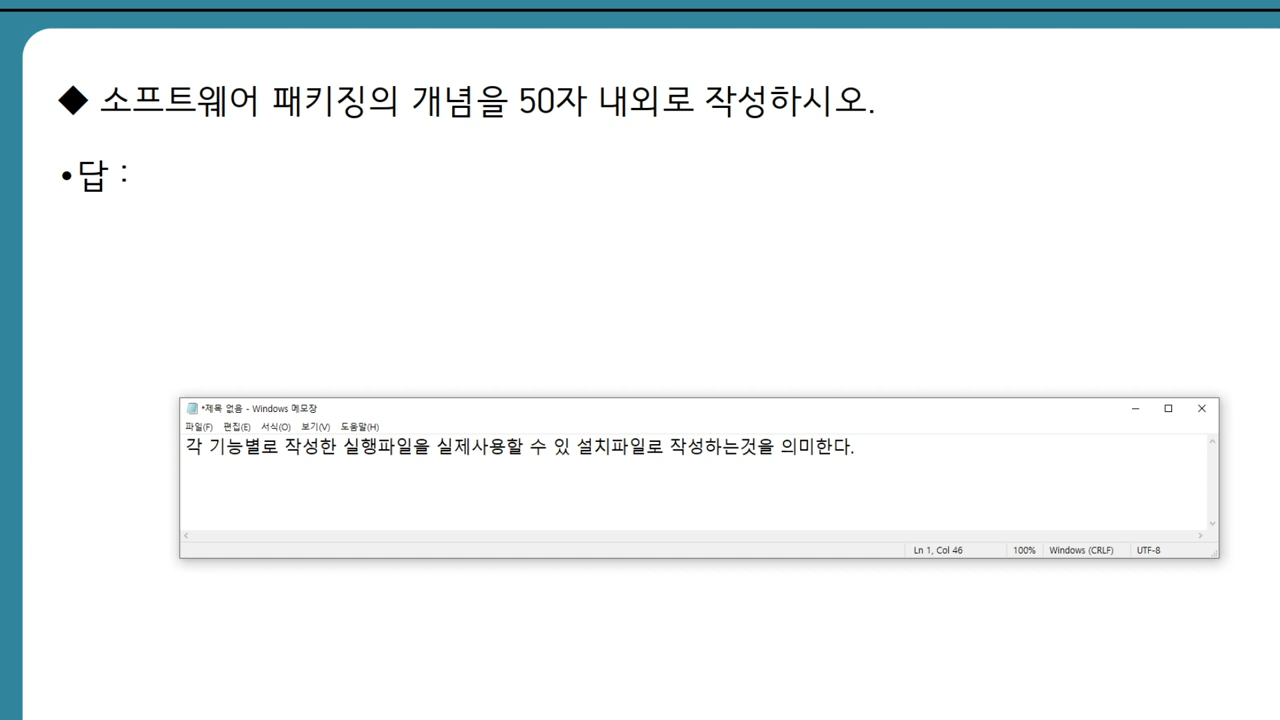 ◆ 소프트웨어 패키징의 개념을 50자 내외로 작성하시오.
•답 :
*제목 없음 - Windows 메모장
파일(F) 편집(E) 서식(O) 보기(V) 도움말(H)
각 기능별로 작성한 실행파일을 실제사용할 수 있 설치파일로 작성하는것을 의미한다.
Ln 1, Col 46 100% Windows (CRLF) UTF-8